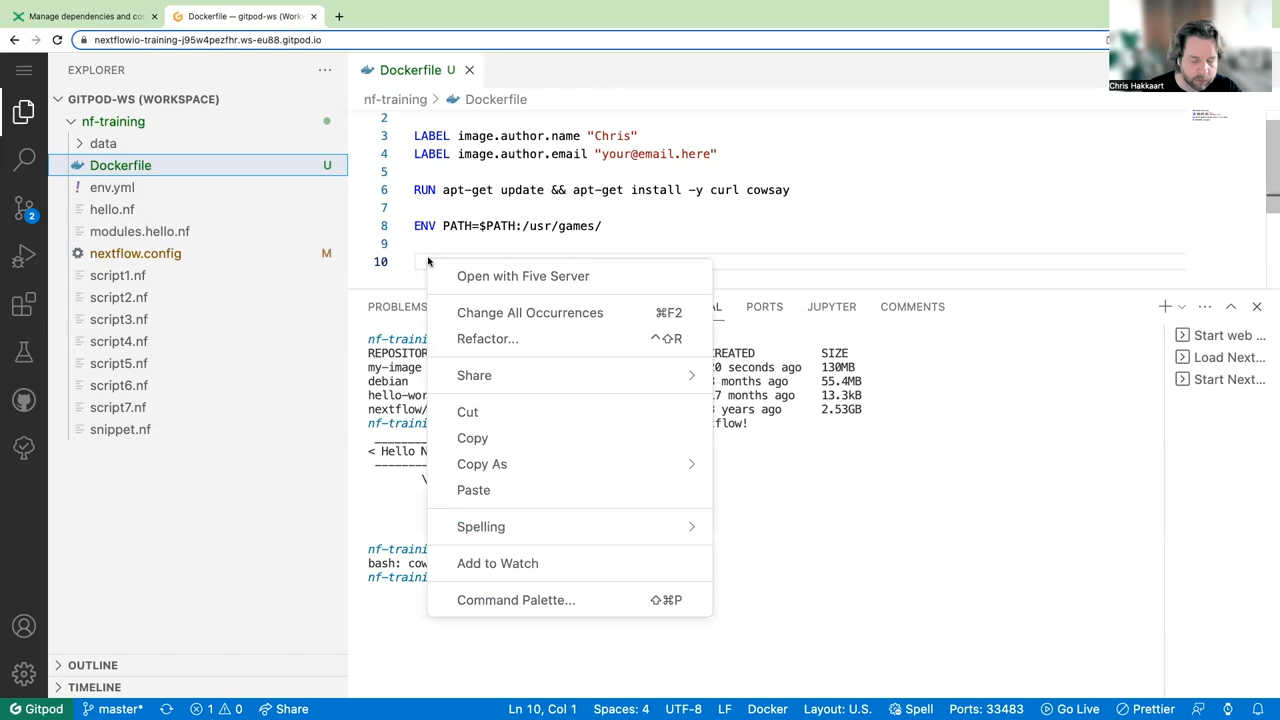 Manage dependencies and con
Dockerfile — gitpod-ws (Work
nextflowio-training-j95w4pezfhr.ws-eu88.gitpod.io
Chris Hakkaart
EXPLORER
GITPOD-WS (WORKSPACE)
nf-training
data
Dockerfile U
env.yml
hello.nf
modules.hello.nf
nextflow.config M
script1.nf
script2.nf
script3.nf
script4.nf
script5.nf
script6.nf
script7.nf
snippet.nf
OUTLINE
TIMELINE
2
Dockerfile U
nf-training > Dockerfile
2
3 LABEL image.author.name "Chris"
4 LABEL image.author.email "your@email.here"
5
6 RUN apt-get update && apt-get install -y curl cowsay
7
8 ENV PATH=$PATH:/usr/games/
9
10
Open with Five Server
Change All Occurrences ⌘F2
Refactor... ^⇧R
Share
Cut
Copy
Copy As
Paste
Spelling
Add to Watch
Command Palette... ⇧⌘P
PROBLEMS AL PORTS JUPYTER COMMENTS
nf-traini
REPOSITOR REATED SIZE
my-image 20 seconds ago 130MB
debian months ago 55.4MB
hello-wor 7 months ago 13.3kB
nextflow/ years ago 2.53GB
nf-traini flow!
< Hello N
nf-traini
bash: cow
nf-traini
Start web ...
Load Next...
Start Next...
Gitpod master* 1 0 Share Ln 10, Col 1 Spaces: 4 UTF-8 LF Docker Layout: U.S. Spell Ports: 33483 Go Live Prettier